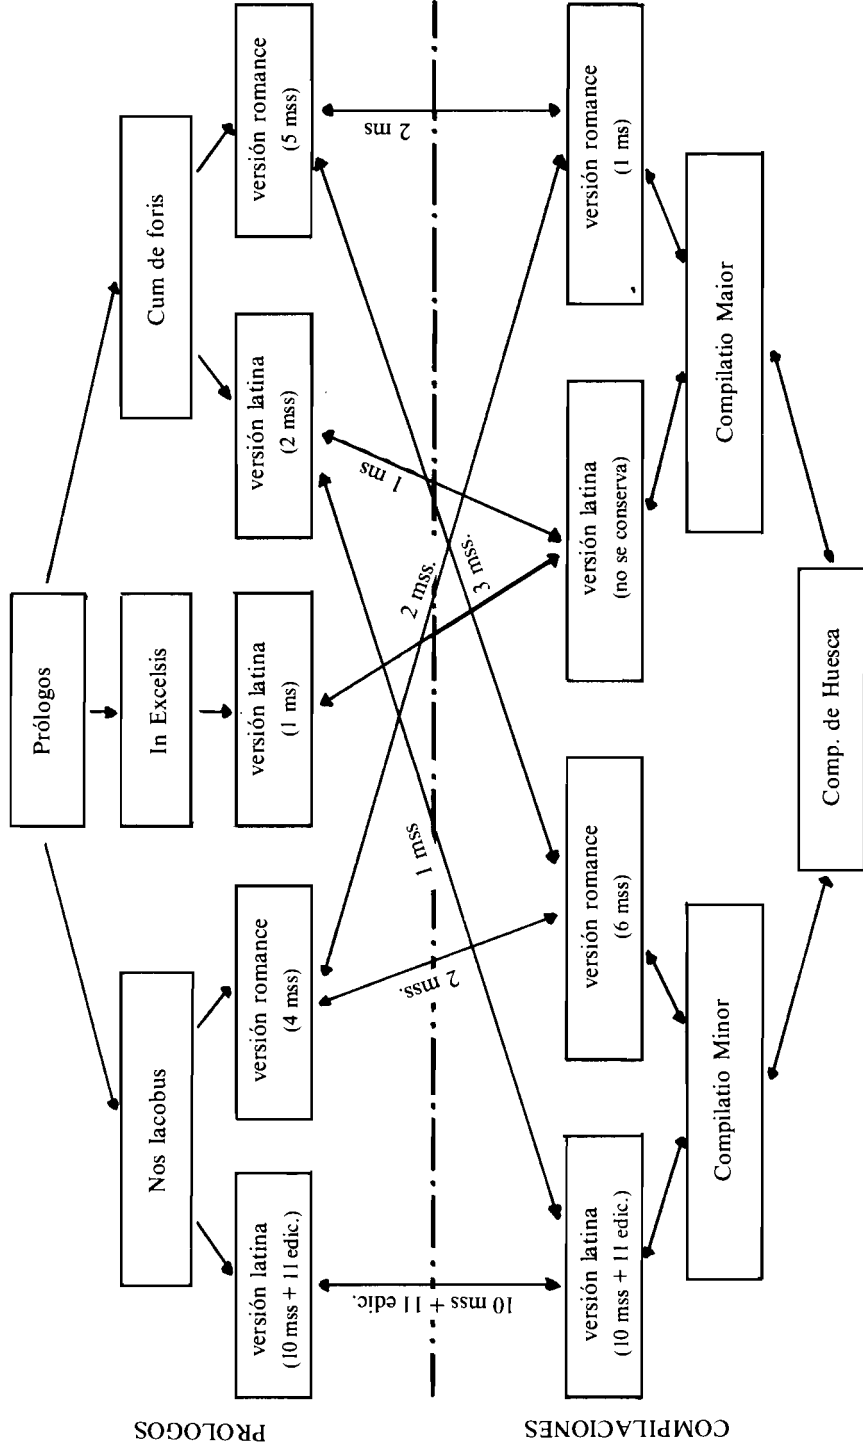 PROLOGOS
Prólogos
Nos Iacobus
In Excelsis
Cum de foris
versión latina
(10 mss + 11 edic.)
versión romance
(4 mss)
versión latina
(1 ms)
versión latina
(2 mss)
versión romance
(5 mss)
10 mss + 11 edic.
2 mss.
1 mss
2 mss.
3 mss.
1 ms
2 ms
COMPILACIONES
versión latina
(10 mss + 11 edic.)
versión romance
(6 mss)
versión latina
(no se conserva)
versión romance
(1 ms)
Compilatio Minor
Compilatio Maior
Comp. de Huesca